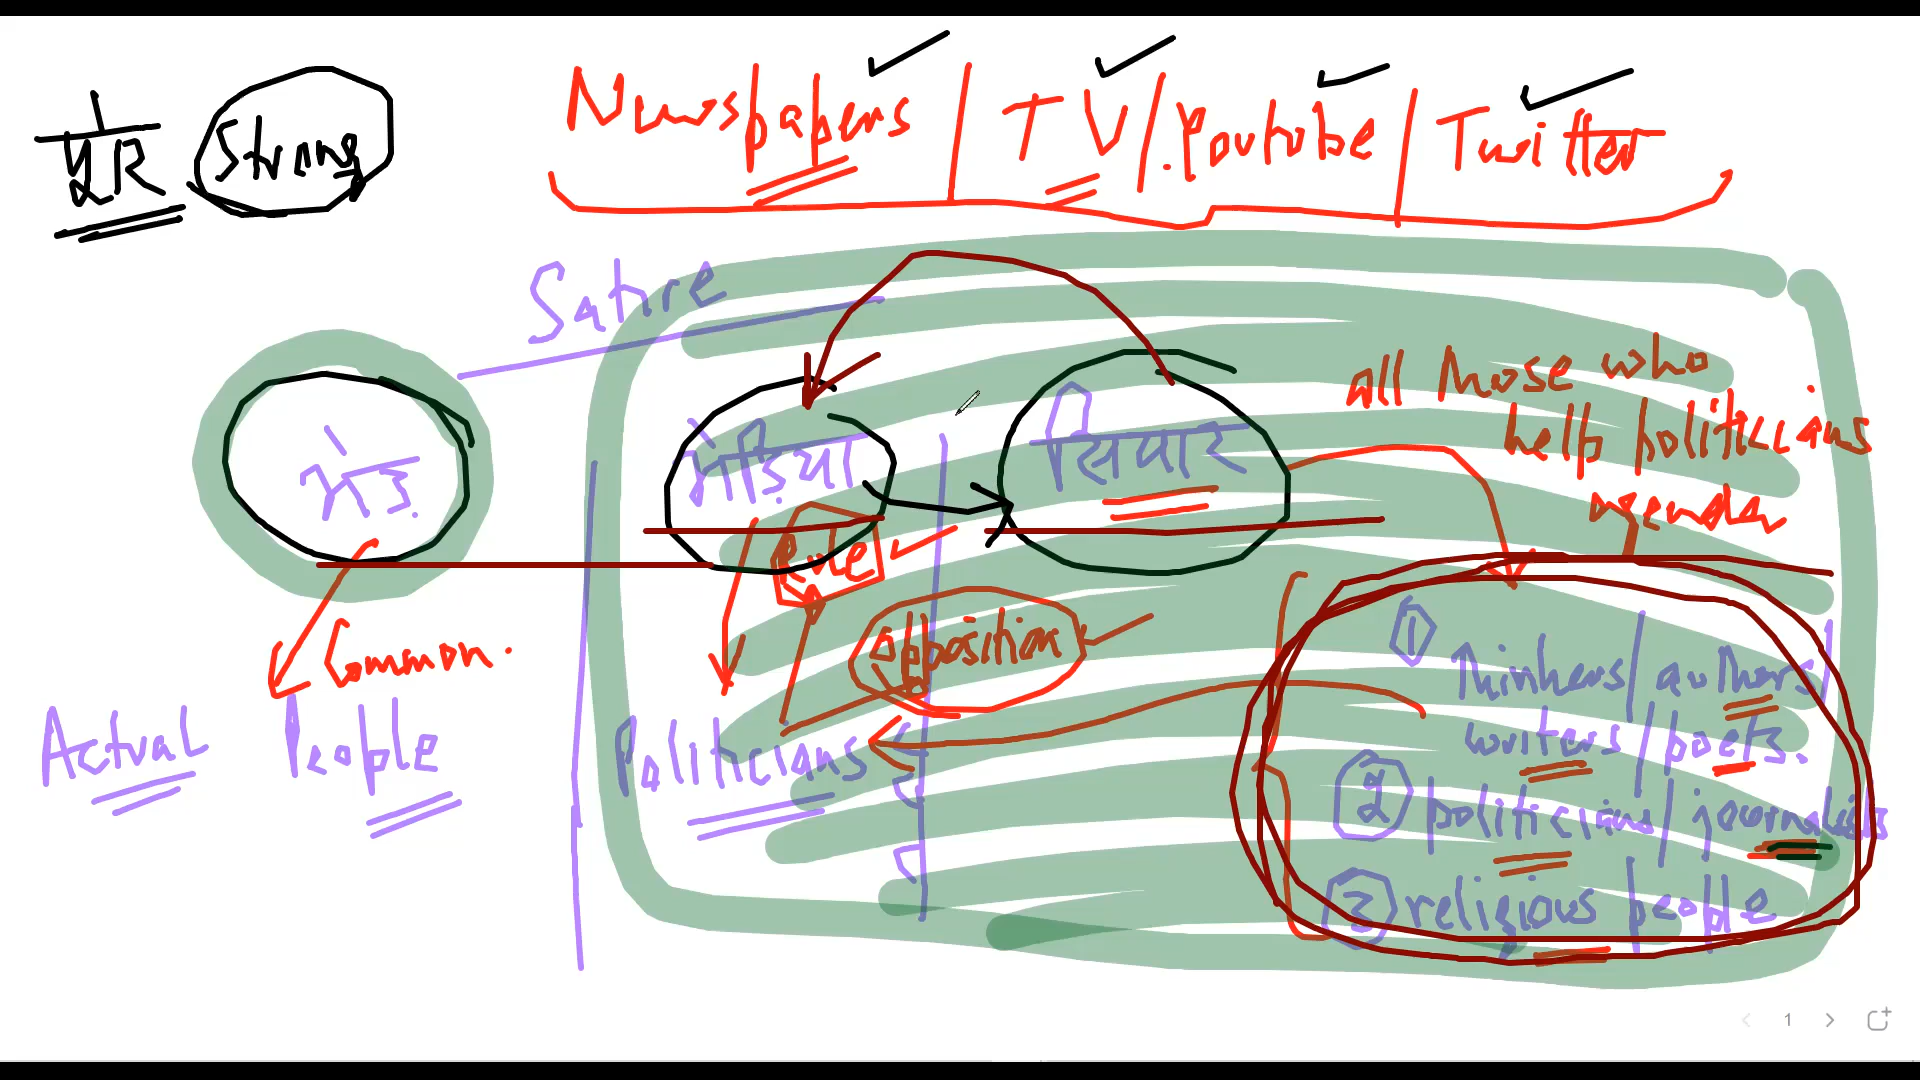 Newspapers / TV / Youtube / Twitter
Strong
Satire
all those who
help politicians
agenda
भेड़
भेड़िया
सियार
Rule
Opposition
Common.
Actual People
Politicians
① Thinkers/authors
writers/poets.
② politicians/journalists
③ religious people
1